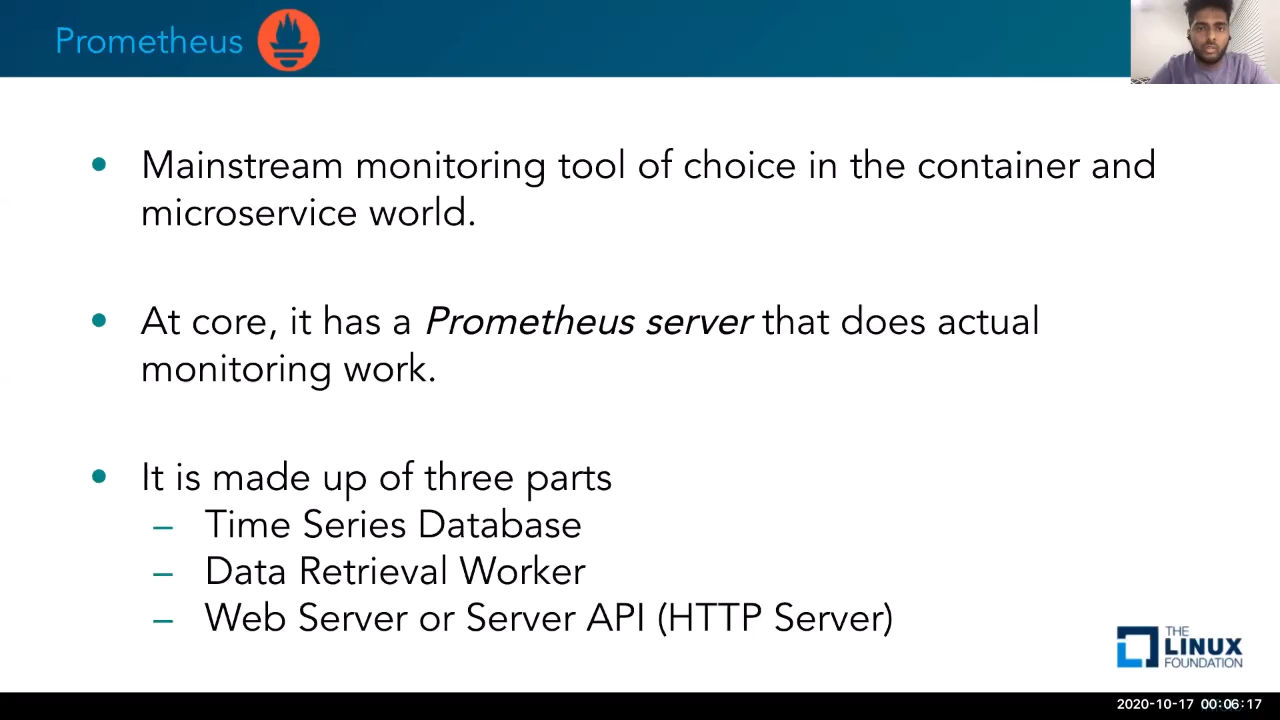 Prometheus
• Mainstream monitoring tool of choice in the container and
microservice world.
• At core, it has a Prometheus server that does actual
monitoring work.
• It is made up of three parts
– Time Series Database
– Data Retrieval Worker
– Web Server or Server API (HTTP Server)
THE
LINUX
FOUNDATION
2020-10-17 00:06:17